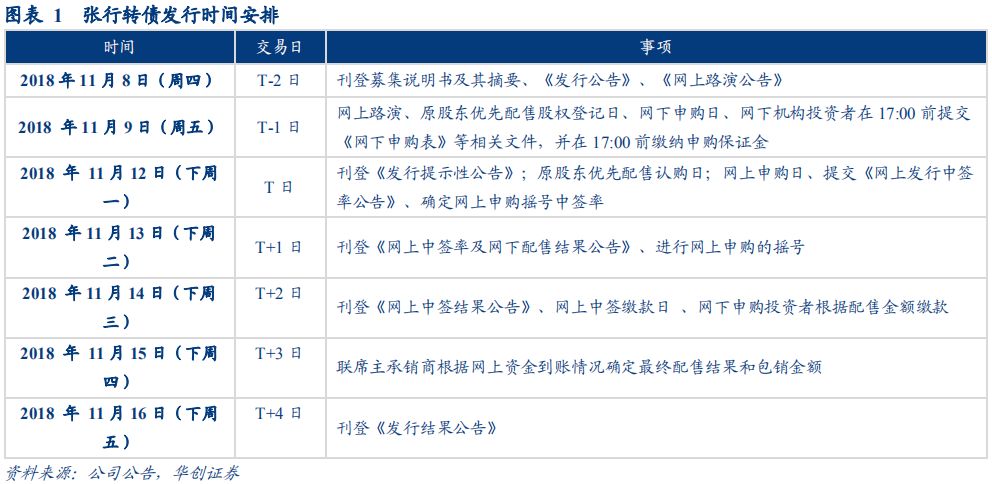 图表 1 张行转债发行时间安排
时间 交易日 事项
2018 年 11 月 8 日（周四） T-2 日 刊登募集说明书及其摘要、《发行公告》、《网上路演公告》
2018 年 11 月 9 日（周五） T-1 日 网上路演、原股东优先配售股权登记日、网下申购日、网下机构投资者在 17:00 前提交
《网下申购表》等相关文件，并在 17:00 前缴纳申购保证金
2018 年 11 月 12 日（下周
一） T 日 刊登《发行提示性公告》；原股东优先配售认购日；网上申购日、提交《网上发行中签
率公告》、确定网上申购摇号中签率
2018 年 11 月 13 日（下周
二） T+1 日 刊登《网上中签率及网下配售结果公告》、进行网上申购的摇号
2018 年 11 月 14 日（下周
三） T+2 日 刊登《网上中签结果公告》、网上中签缴款日 、网下申购投资者根据配售金额缴款
2018 年 11 月 15 日（下周
四） T+3 日 联席主承销商根据网上资金到账情况确定最终配售结果和包销金额
2018 年 11 月 16 日（下周
五） T+4 日 刊登《发行结果公告》
资料来源：公司公告，华创证券